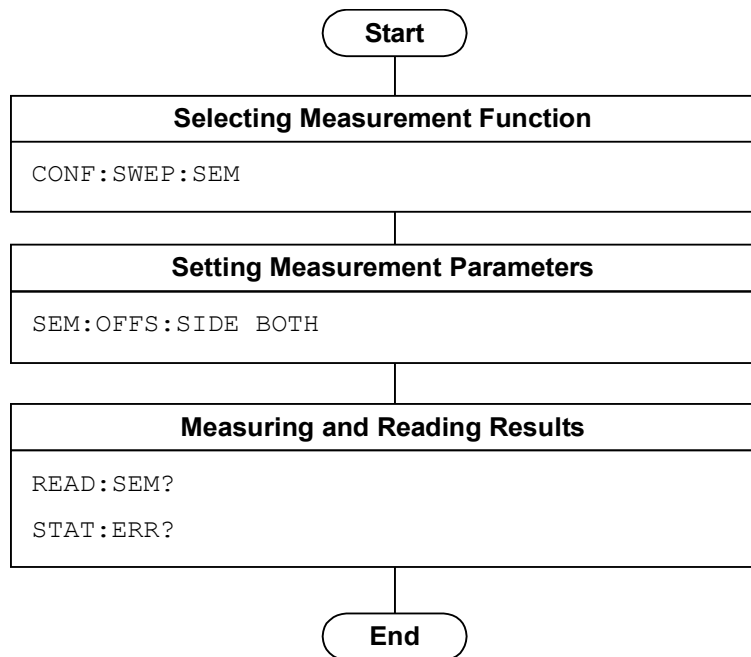 Start
Selecting Measurement Function
CONF:SWEP:SEM
Setting Measurement Parameters
SEM:OFFS:SIDE BOTH
Measuring and Reading Results
READ:SEM?
STAT:ERR?
End